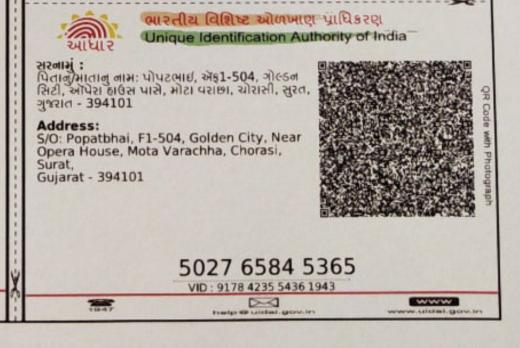 ભારતીય વિશિષ્ટ ઓળખાણ પ્રાધિકરણ
Unique Identification Authority of India
આધાર
સરનામું :
પિતાનું/માતાનુ નામ: પોપટભાઈ, એફ1-504, ગોલ્ડન
સિટી, ઓપેરા હાઉસ પાસે, મોટા વરાછા, ચોરાસી, સુરત,
ગુજરાત - 394101
Address:
S/O: Popatbhai, F1-504, Golden City, Near
Opera House, Mota Varachha, Chorasi,
Surat,
Gujarat - 394101
QR Code with Photograph
5027 6584 5365
VID : 9178 4235 5436 1943
1947
help@uidai.gov.in
www
www.uidai.gov.in